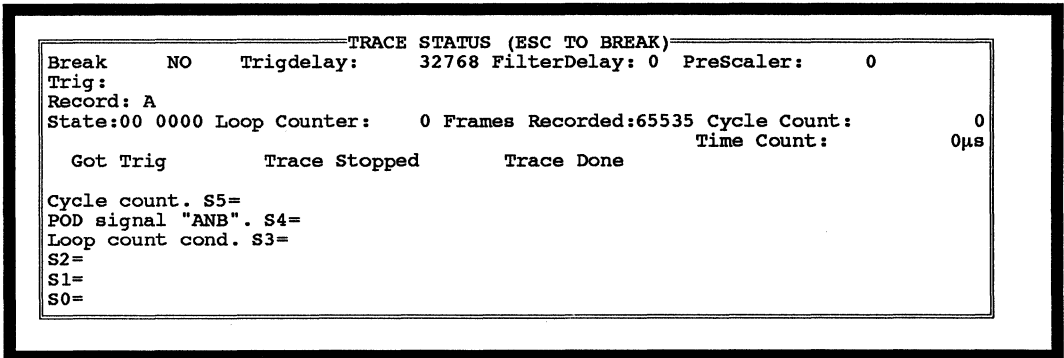 TRACE STATUS (ESC TO BREAK)
Break NO Trigdelay: 32768 FilterDelay: 0 PreScaler: 0
Trig:
Record: A
State:00 0000 Loop Counter: 0 Frames Recorded:65535 Cycle Count: 0
Time Count: 0µs
Got Trig Trace Stopped Trace Done
Cycle count. S5=
POD signal "ANB". S4=
Loop count cond. S3=
S2=
S1=
S0=